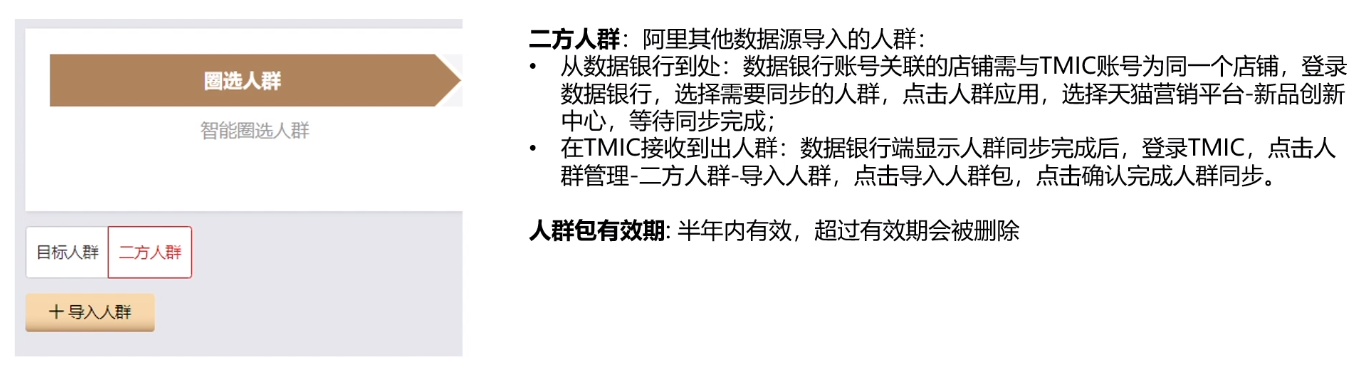 圈选人群
智能圈选人群
目标人群 二方人群
十导入人群
二方人群：阿里其他数据源导入的人群：
• 从数据银行到处：数据银行账号关联的店铺需与TMIC账号为同一个店铺，登录
数据银行，选择需要同步的人群，点击人群应用，选择天猫营销平台-新品创新
中心，等待同步完成；
• 在TMIC接收到出人群：数据银行端显示人群同步完成后，登录TMIC，点击人
群管理-二方人群-导入人群，点击导入人群包，点击确认完成人群同步。
人群包有效期: 半年内有效，超过有效期会被删除